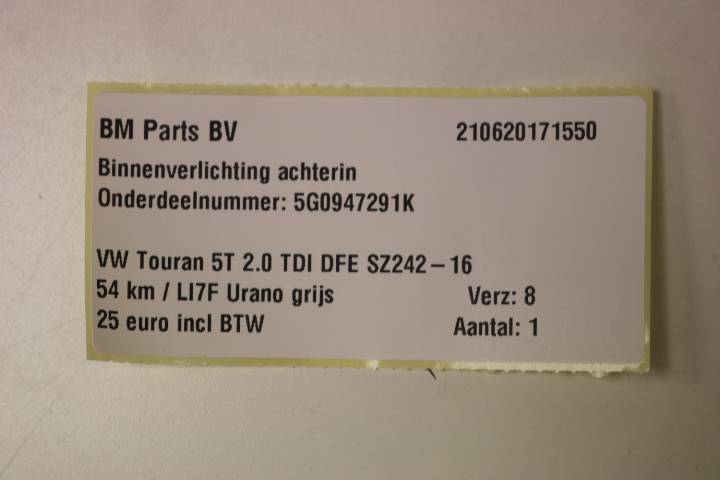 BM Parts BV 210620171550
Binnenverlichting achterin
Onderdeelnummer: 5G0947291K
VW Touran 5T 2.0 TDI DFE SZ242-16
54 km / LI7F Urano grijs Verz: 8
25 euro incl BTW Aantal: 1